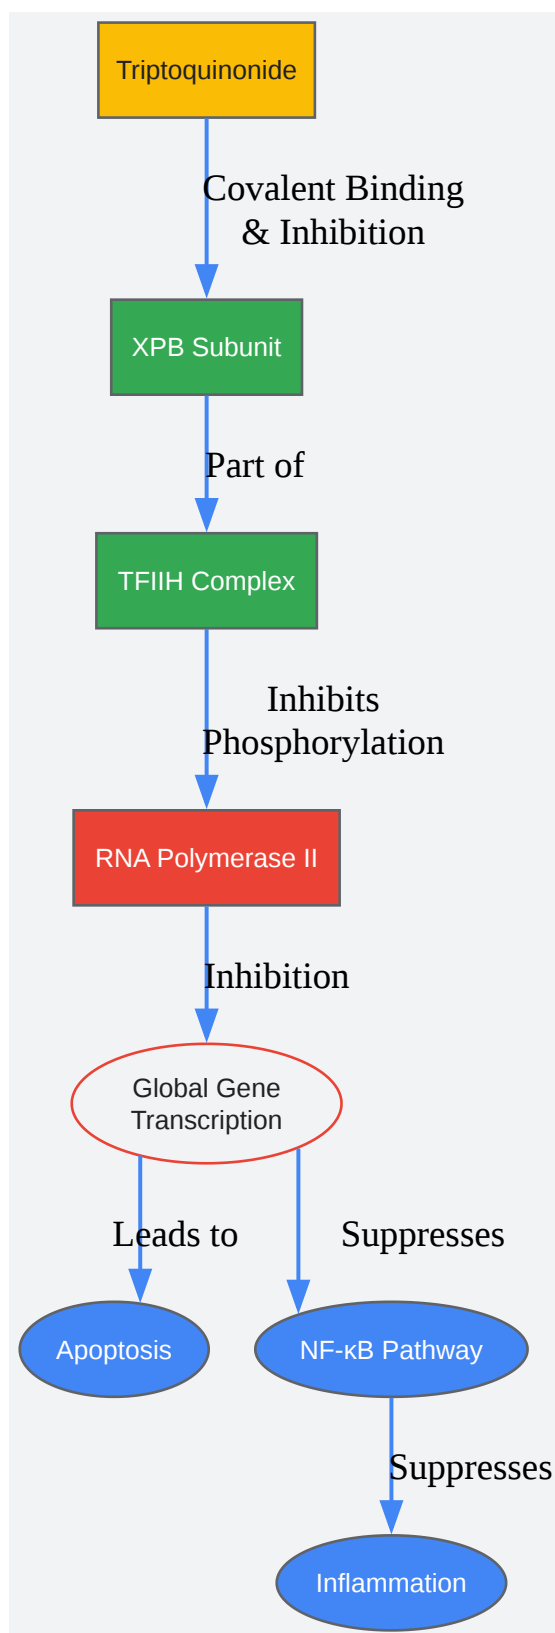 Triptoquinonide
Covalent Binding
& Inhibition
XPB Subunit
Part of
TFIIH Complex
Inhibits
Phosphorylation
RNA Polymerase II
Inhibition
Global Gene
Transcription
Leads to
Suppresses
Apoptosis
NF-κB Pathway
Suppresses
Inflammation